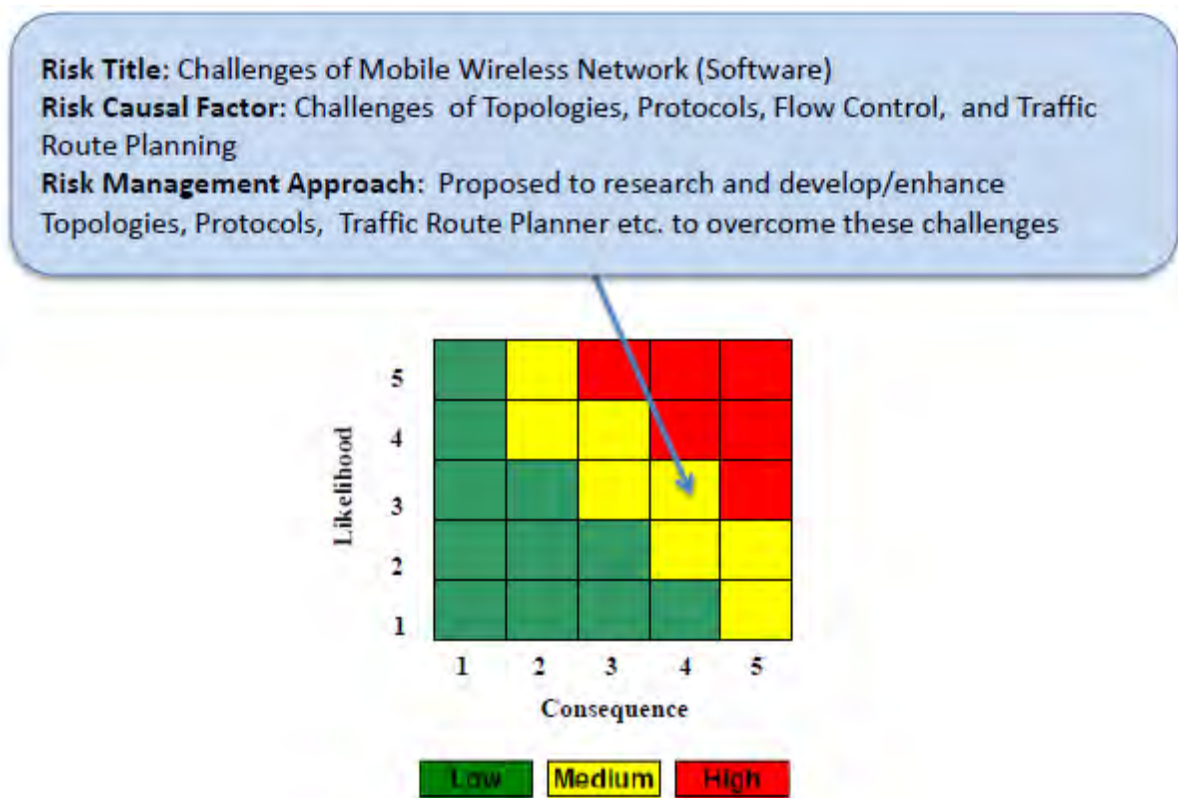 Risk Title: Challenges of Mobile Wireless Network (Software)
Risk Causal Factor: Challenges of Topologies, Protocols, Flow Control, and Traffic
Route Planning
Risk Management Approach: Proposed to research and develop/enhance
Topologies, Protocols, Traffic Route Planner etc. to overcome these challenges
5
4
Likelihood
3
2
1
1 2 3 4 5
Consequence
Low Medium High